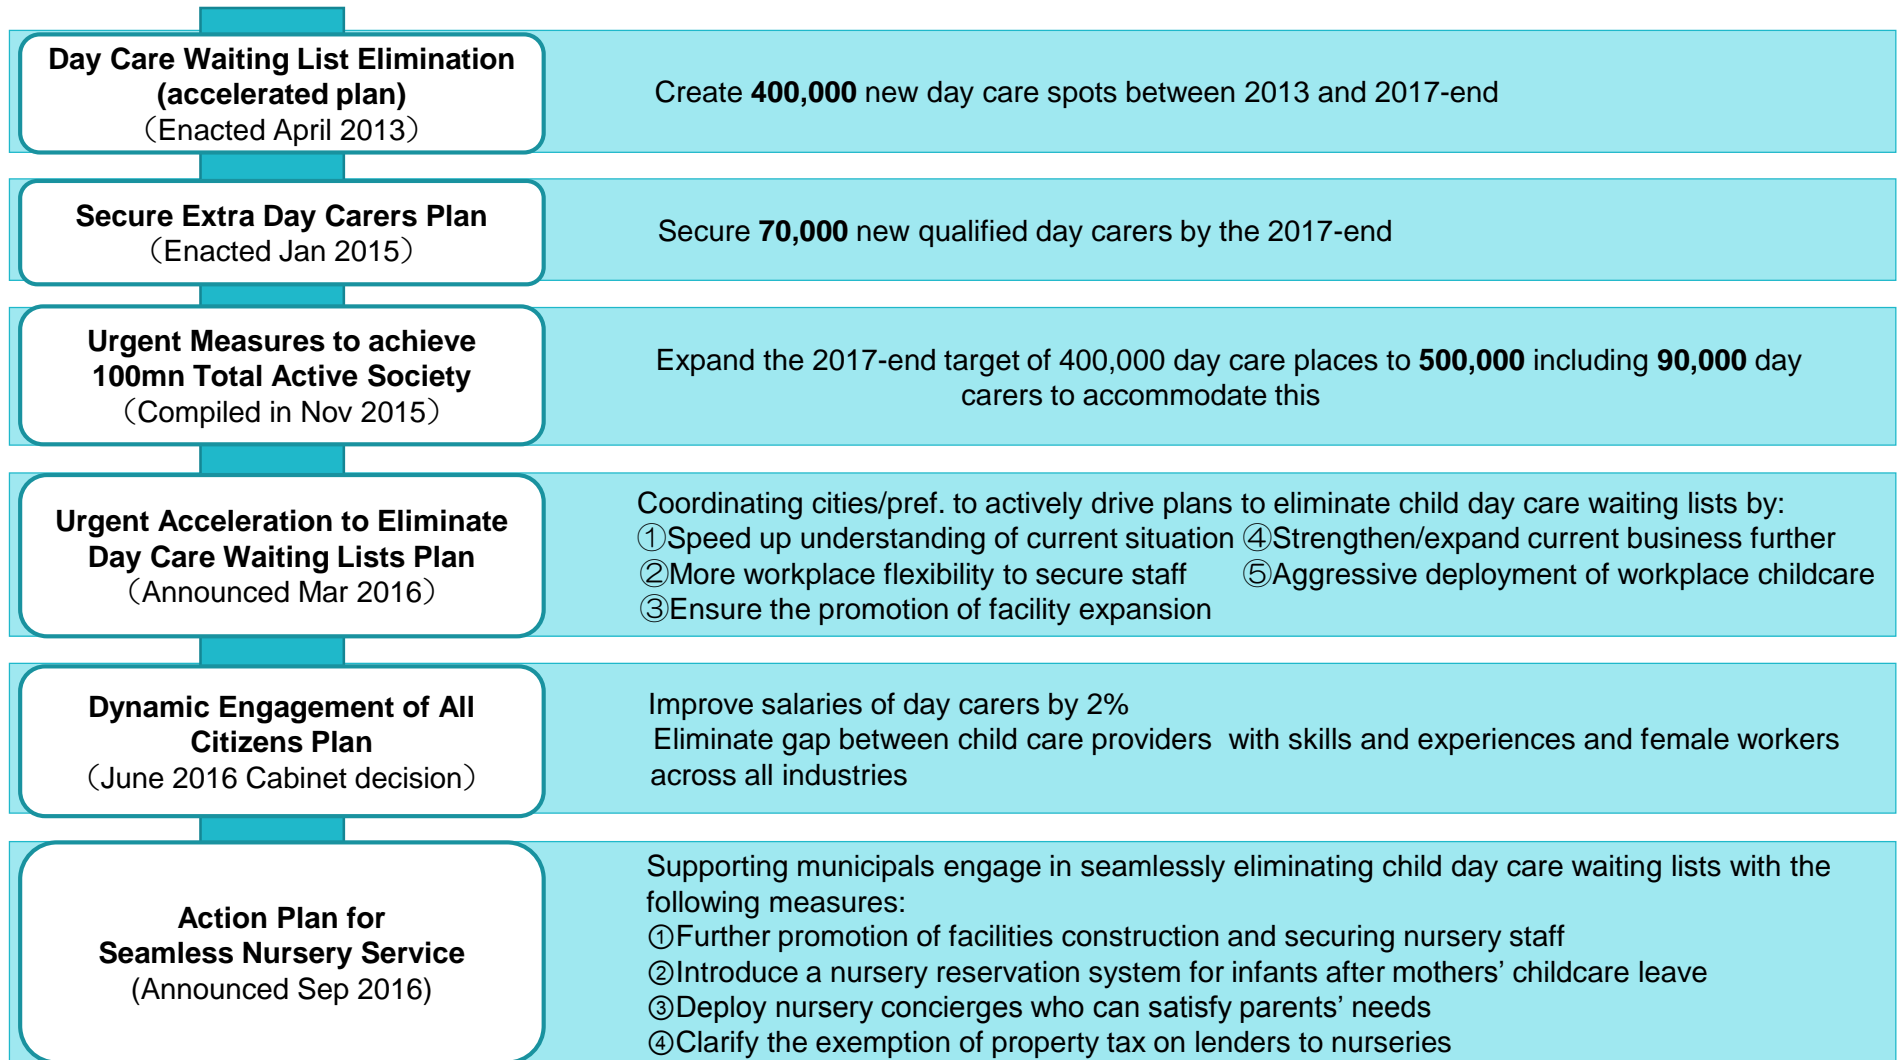 Day Care Waiting List Elimination
(accelerated plan)
（Enacted April 2013）
Create 400,000 new day care spots between 2013 and 2017-end
Secure Extra Day Carers Plan
（Enacted Jan 2015）
Secure 70,000 new qualified day carers by the 2017-end
Urgent Measures to achieve
100mn Total Active Society
（Compiled in Nov 2015）
Expand the 2017-end target of 400,000 day care places to 500,000 including 90,000 day
carers to accommodate this
Urgent Acceleration to Eliminate
Day Care Waiting Lists Plan
（Announced Mar 2016）
Coordinating cities/pref. to actively drive plans to eliminate child day care waiting lists by:
①Speed up understanding of current situation ④Strengthen/expand current business further
②More workplace flexibility to secure staff ⑤Aggressive deployment of workplace childcare
③Ensure the promotion of facility expansion
Dynamic Engagement of All
Citizens Plan
（June 2016 Cabinet decision）
Improve salaries of day carers by 2%
Eliminate gap between child care providers with skills and experiences and female workers
across all industries
Action Plan for
Seamless Nursery Service
(Announced Sep 2016)
Supporting municipals engage in seamlessly eliminating child day care waiting lists with the
following measures:
①Further promotion of facilities construction and securing nursery staff
②Introduce a nursery reservation system for infants after mothers’ childcare leave
③Deploy nursery concierges who can satisfy parents’ needs
④Clarify the exemption of property tax on lenders to nurseries